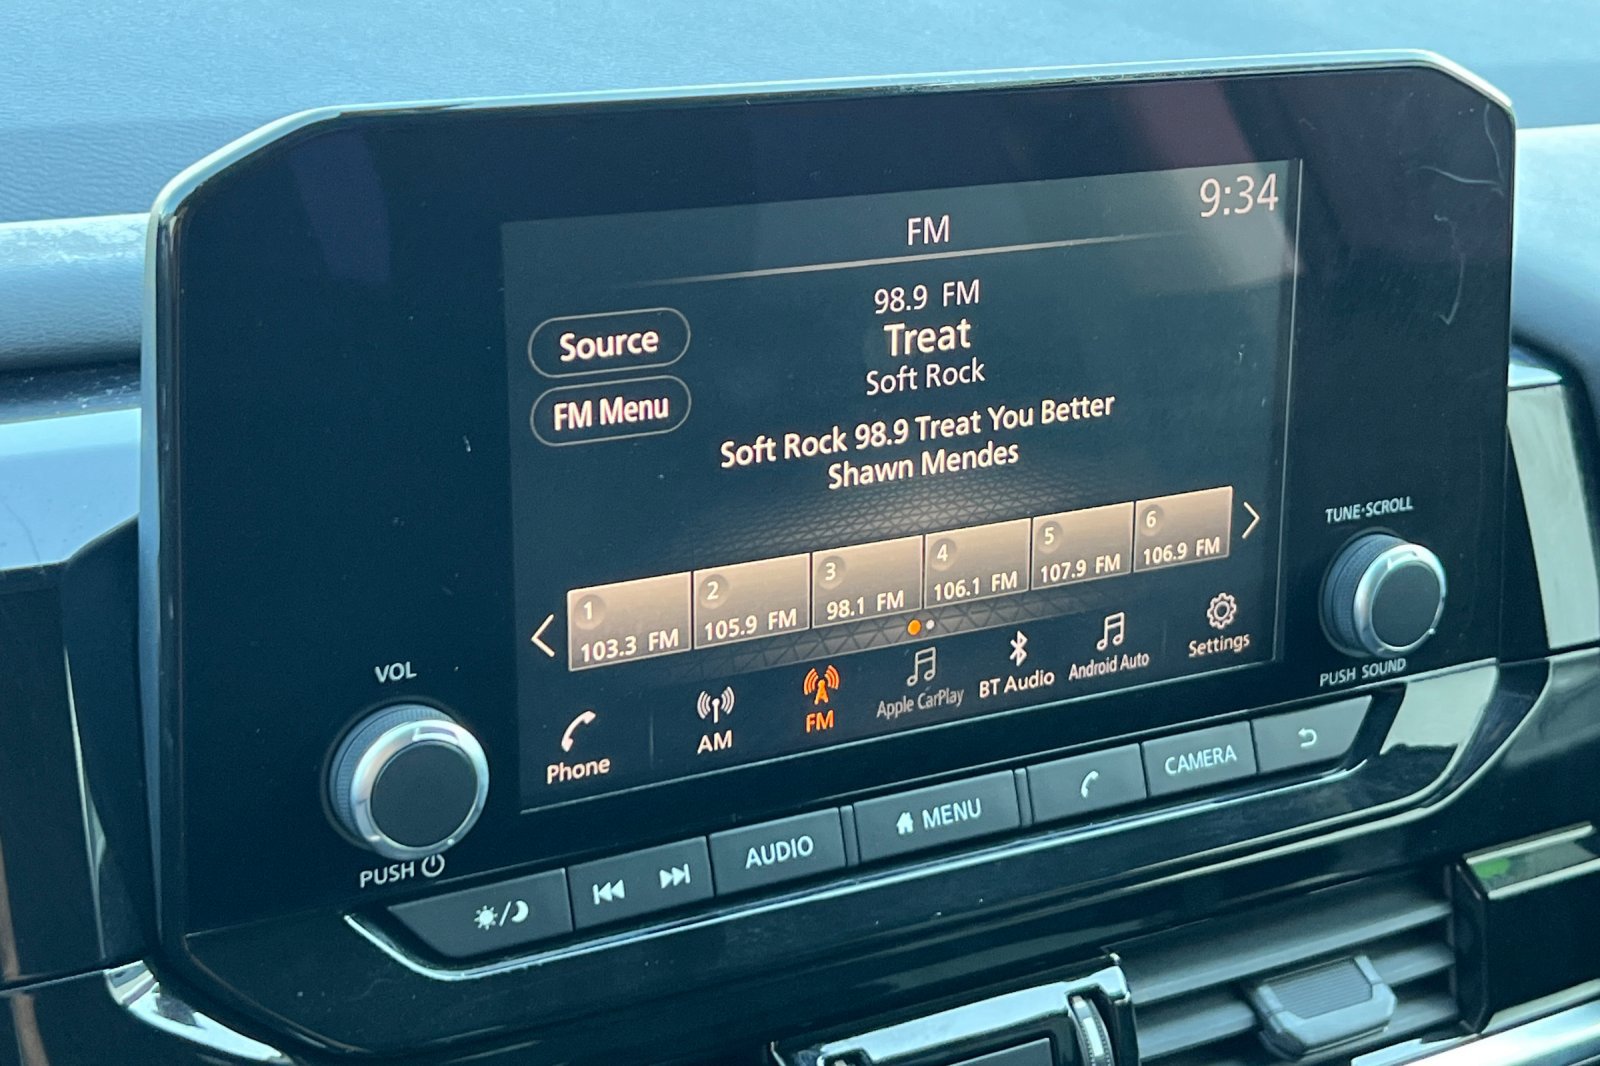 9:34
FM
98.9 FM
Treat
Soft Rock
Source
FM Menu
Soft Rock 98.9 Treat You Better
Shawn Mendes
1
103.3 FM
2
105.9 FM
3
98.1 FM
4
106.1 FM
5
107.9 FM
6
106.9 FM
Phone
AM
FM
Apple CarPlay
BT Audio
Android Auto
Settings
VOL
PUSH
TUNE·SCROLL
PUSH SOUND
AUDIO
MENU
CAMERA